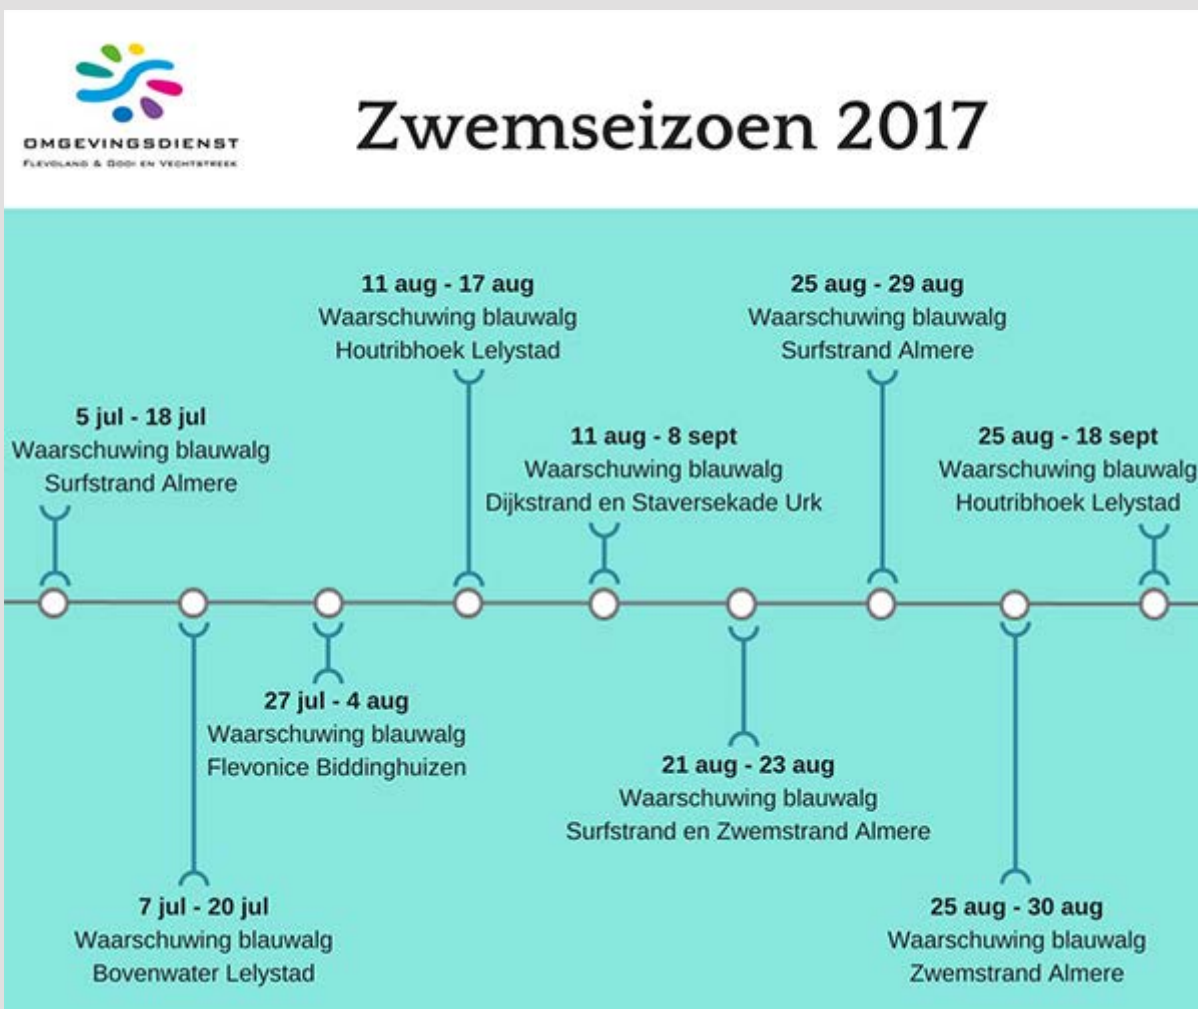 OMGEVINGSDIENST
FLEVOLAND & GOOI EN VECHTSTREEK
Zwemseizoen 2017
5 jul - 18 jul
Waarschuwing blauwalg
Surfstrand Almere
7 jul - 20 jul
Waarschuwing blauwalg
Bovenwater Lelystad
27 jul - 4 aug
Waarschuwing blauwalg
Flevonice Biddinghuizen
11 aug - 17 aug
Waarschuwing blauwalg
Houtribhoek Lelystad
11 aug - 8 sept
Waarschuwing blauwalg
Dijkstrand en Staversekade Urk
21 aug - 23 aug
Waarschuwing blauwalg
Surfstrand en Zwemstrand Almere
25 aug - 29 aug
Waarschuwing blauwalg
Surfstrand Almere
25 aug - 30 aug
Waarschuwing blauwalg
Zwemstrand Almere
25 aug - 18 sept
Waarschuwing blauwalg
Houtribhoek Lelystad